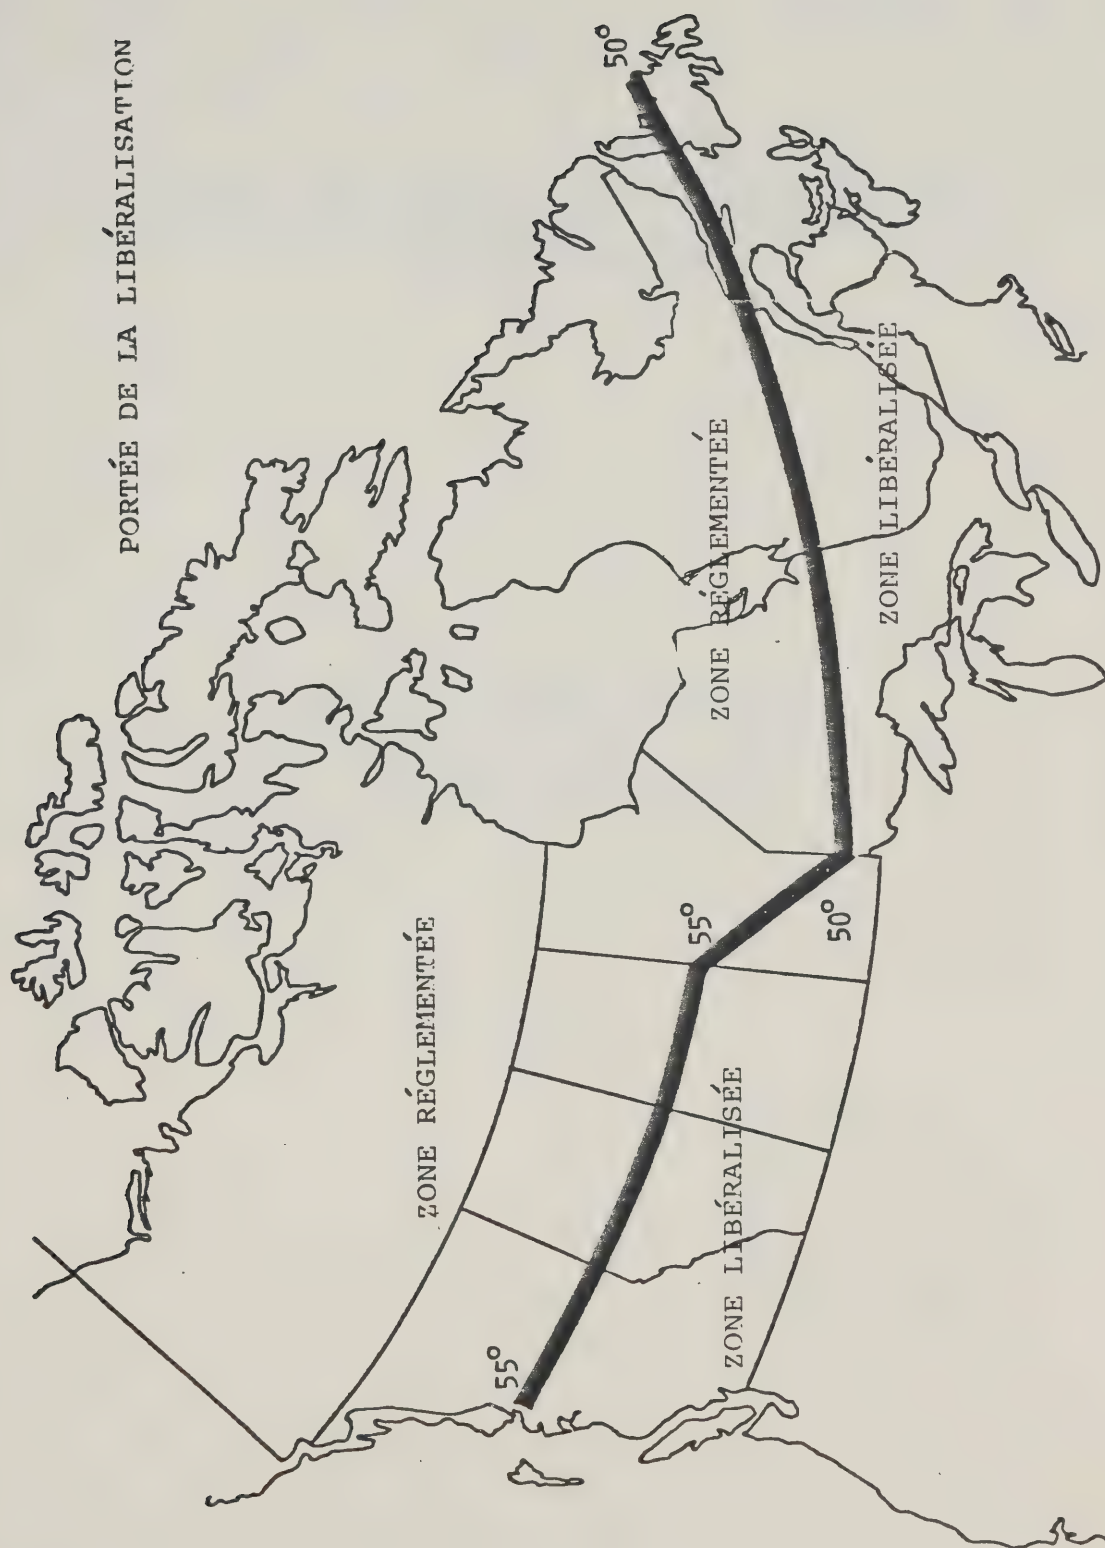 PORTÉE DE LA LIBÉRALISATION
ZONE RÉGLEMENTÉE
55°
55°
50°
50°
ZONE RÉGLEMENTÉE
ZONE LIBÉRALISÉE
ZONE LIBÉRALISÉE